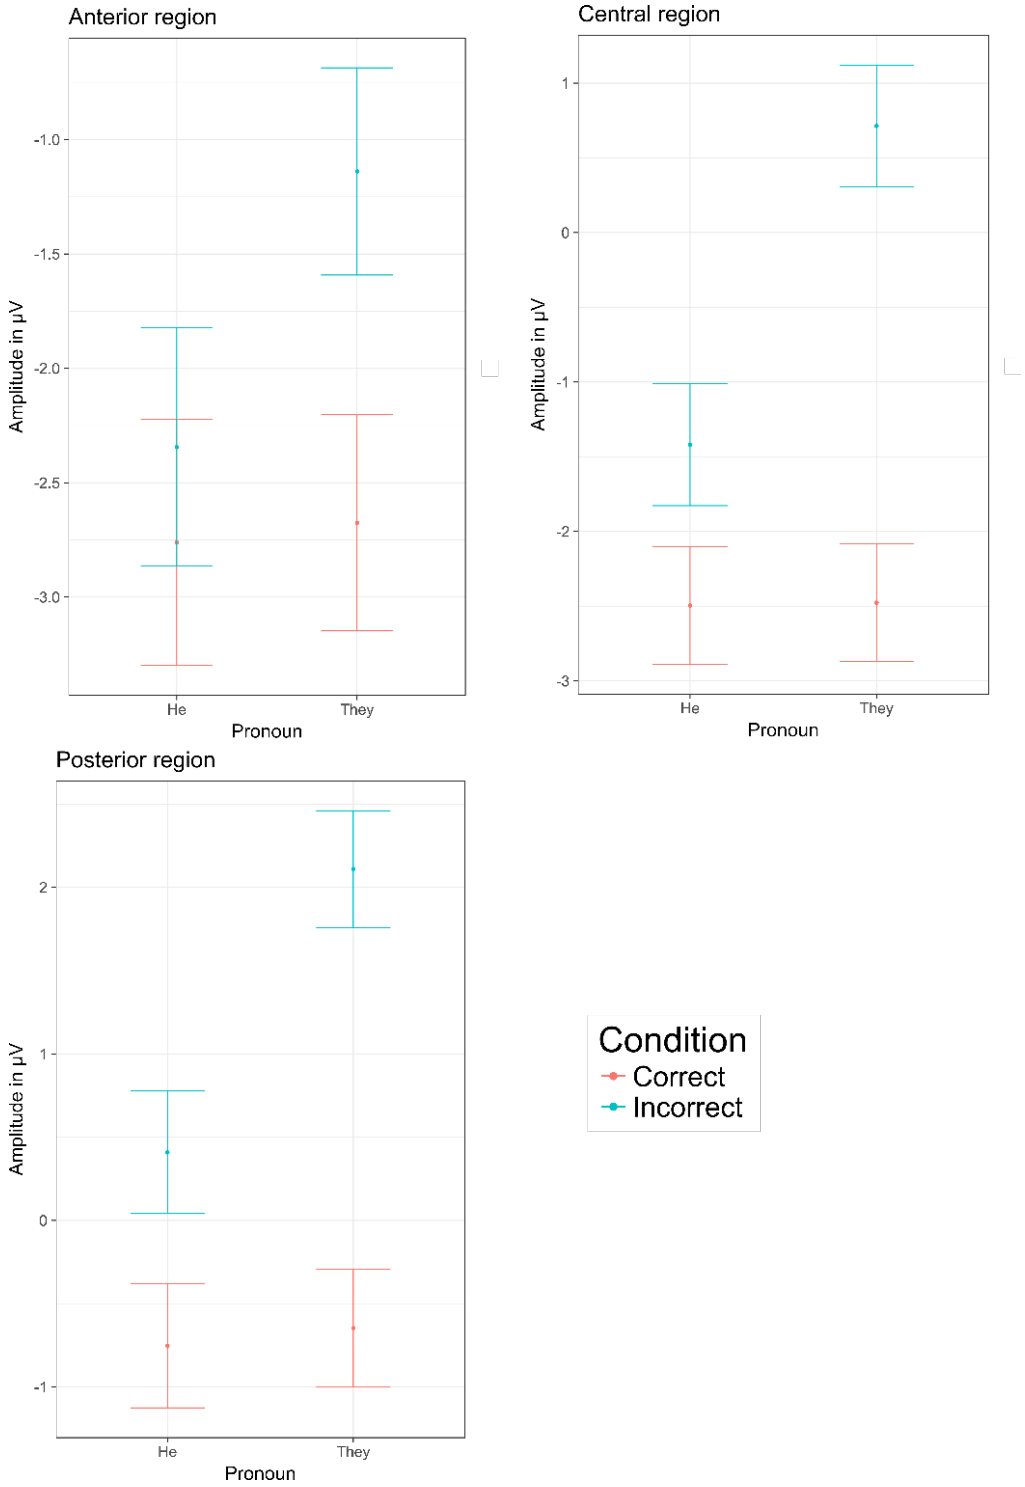 Anterior region
Amplitude in µV
-1.0
-1.5
-2.0
-2.5
-3.0
He
They
Pronoun
Central region
Amplitude in µV
1
0
-1
-2
-3
He
They
Pronoun
Posterior region
Amplitude in µV
2
1
0
-1
He
They
Pronoun
Condition
Correct
Incorrect